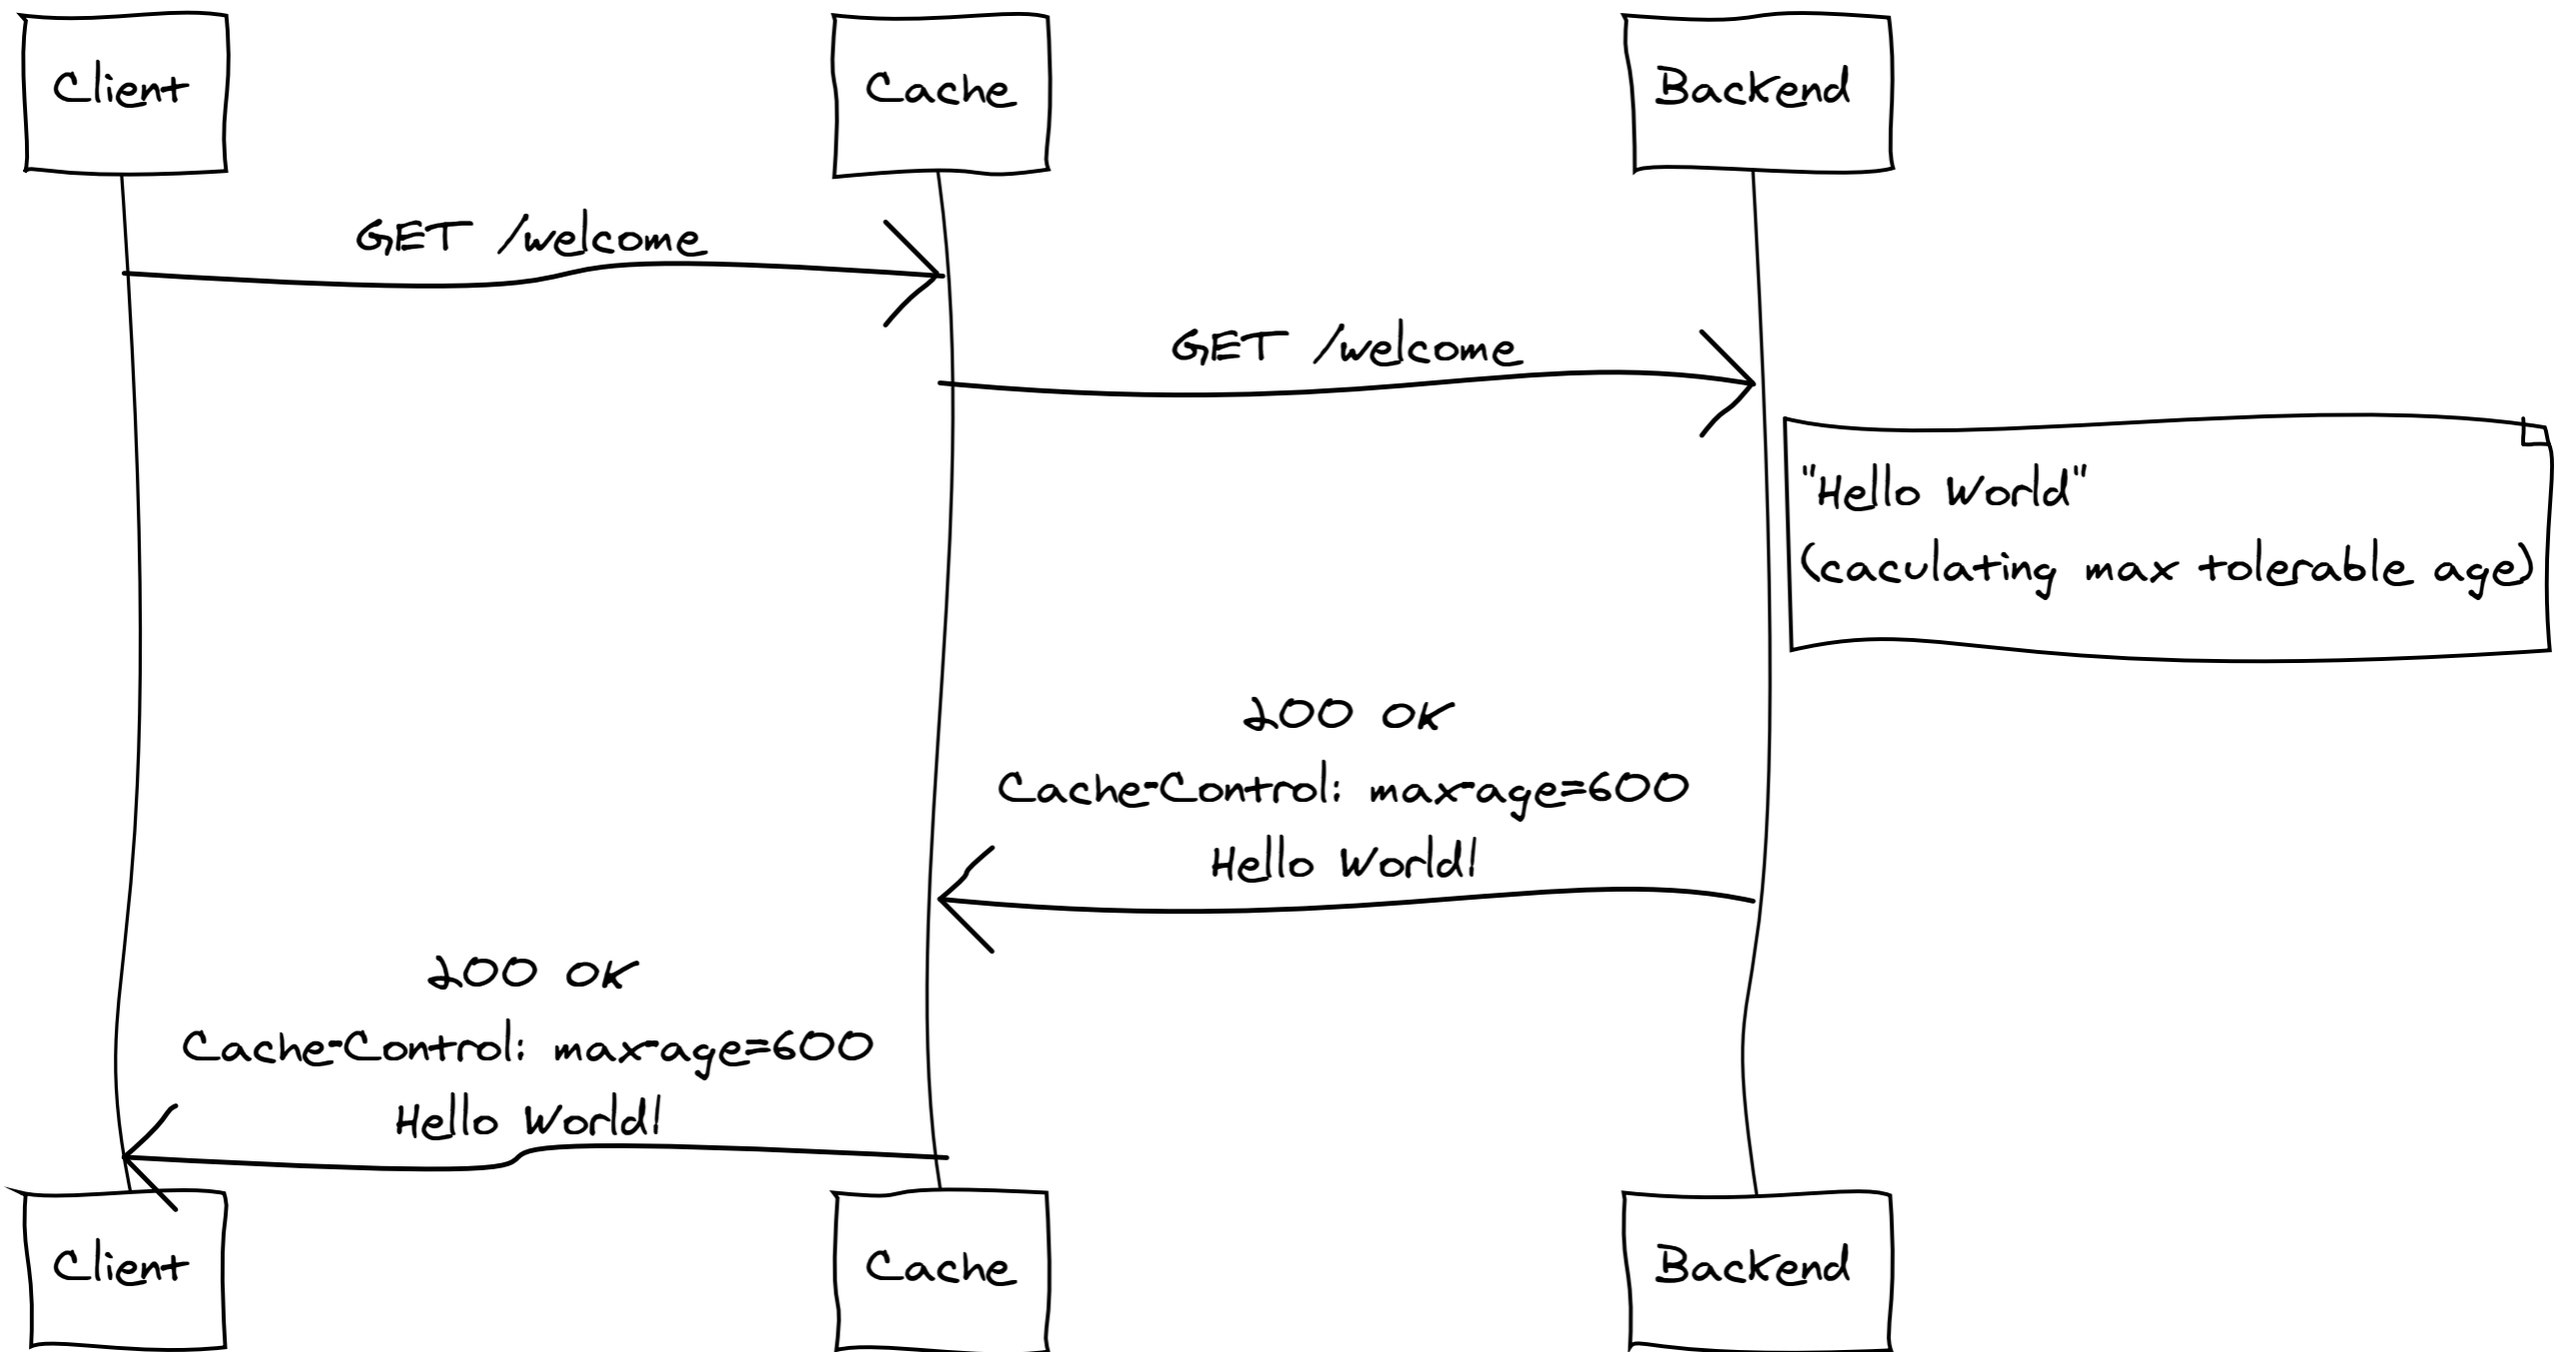 Client
Cache
Backend
GET /welcome
GET /welcome
"Hello World"
(caculating max tolerable age)
200 OK
Cache-Control: max-age=600
Hello World!
200 OK
Cache-Control: max-age=600
Hello World!
Client
Cache
Backend